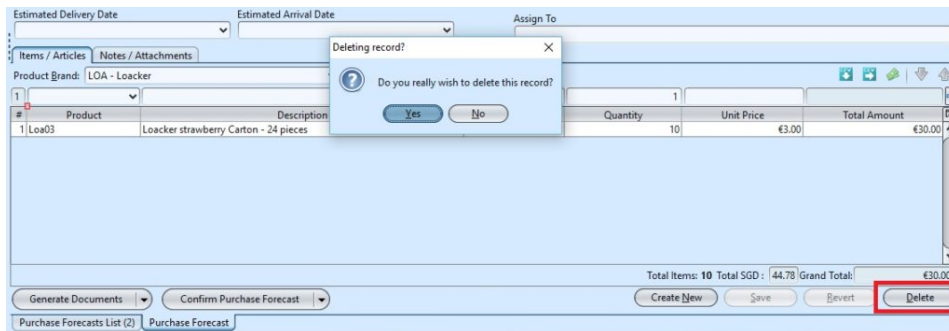 Estimated Delivery Date Estimated Arrival Date Assign To
Deleting record?
Items / Articles Notes / Attachments
Product Brand: LOA - Loacker
Do you really wish to delete this record?
1 1
Yes No
# Product Description Quantity Unit Price Total Amount
1 Loa03 Loacker strawberry Carton - 24 pieces 10 €3.00 €30.00
Total Items: 10 Total SGD : 44.78 Grand Total: €30.00
Generate Documents Confirm Purchase Forecast Create New Save Revert Delete
Purchase Forecasts List (2) Purchase Forecast